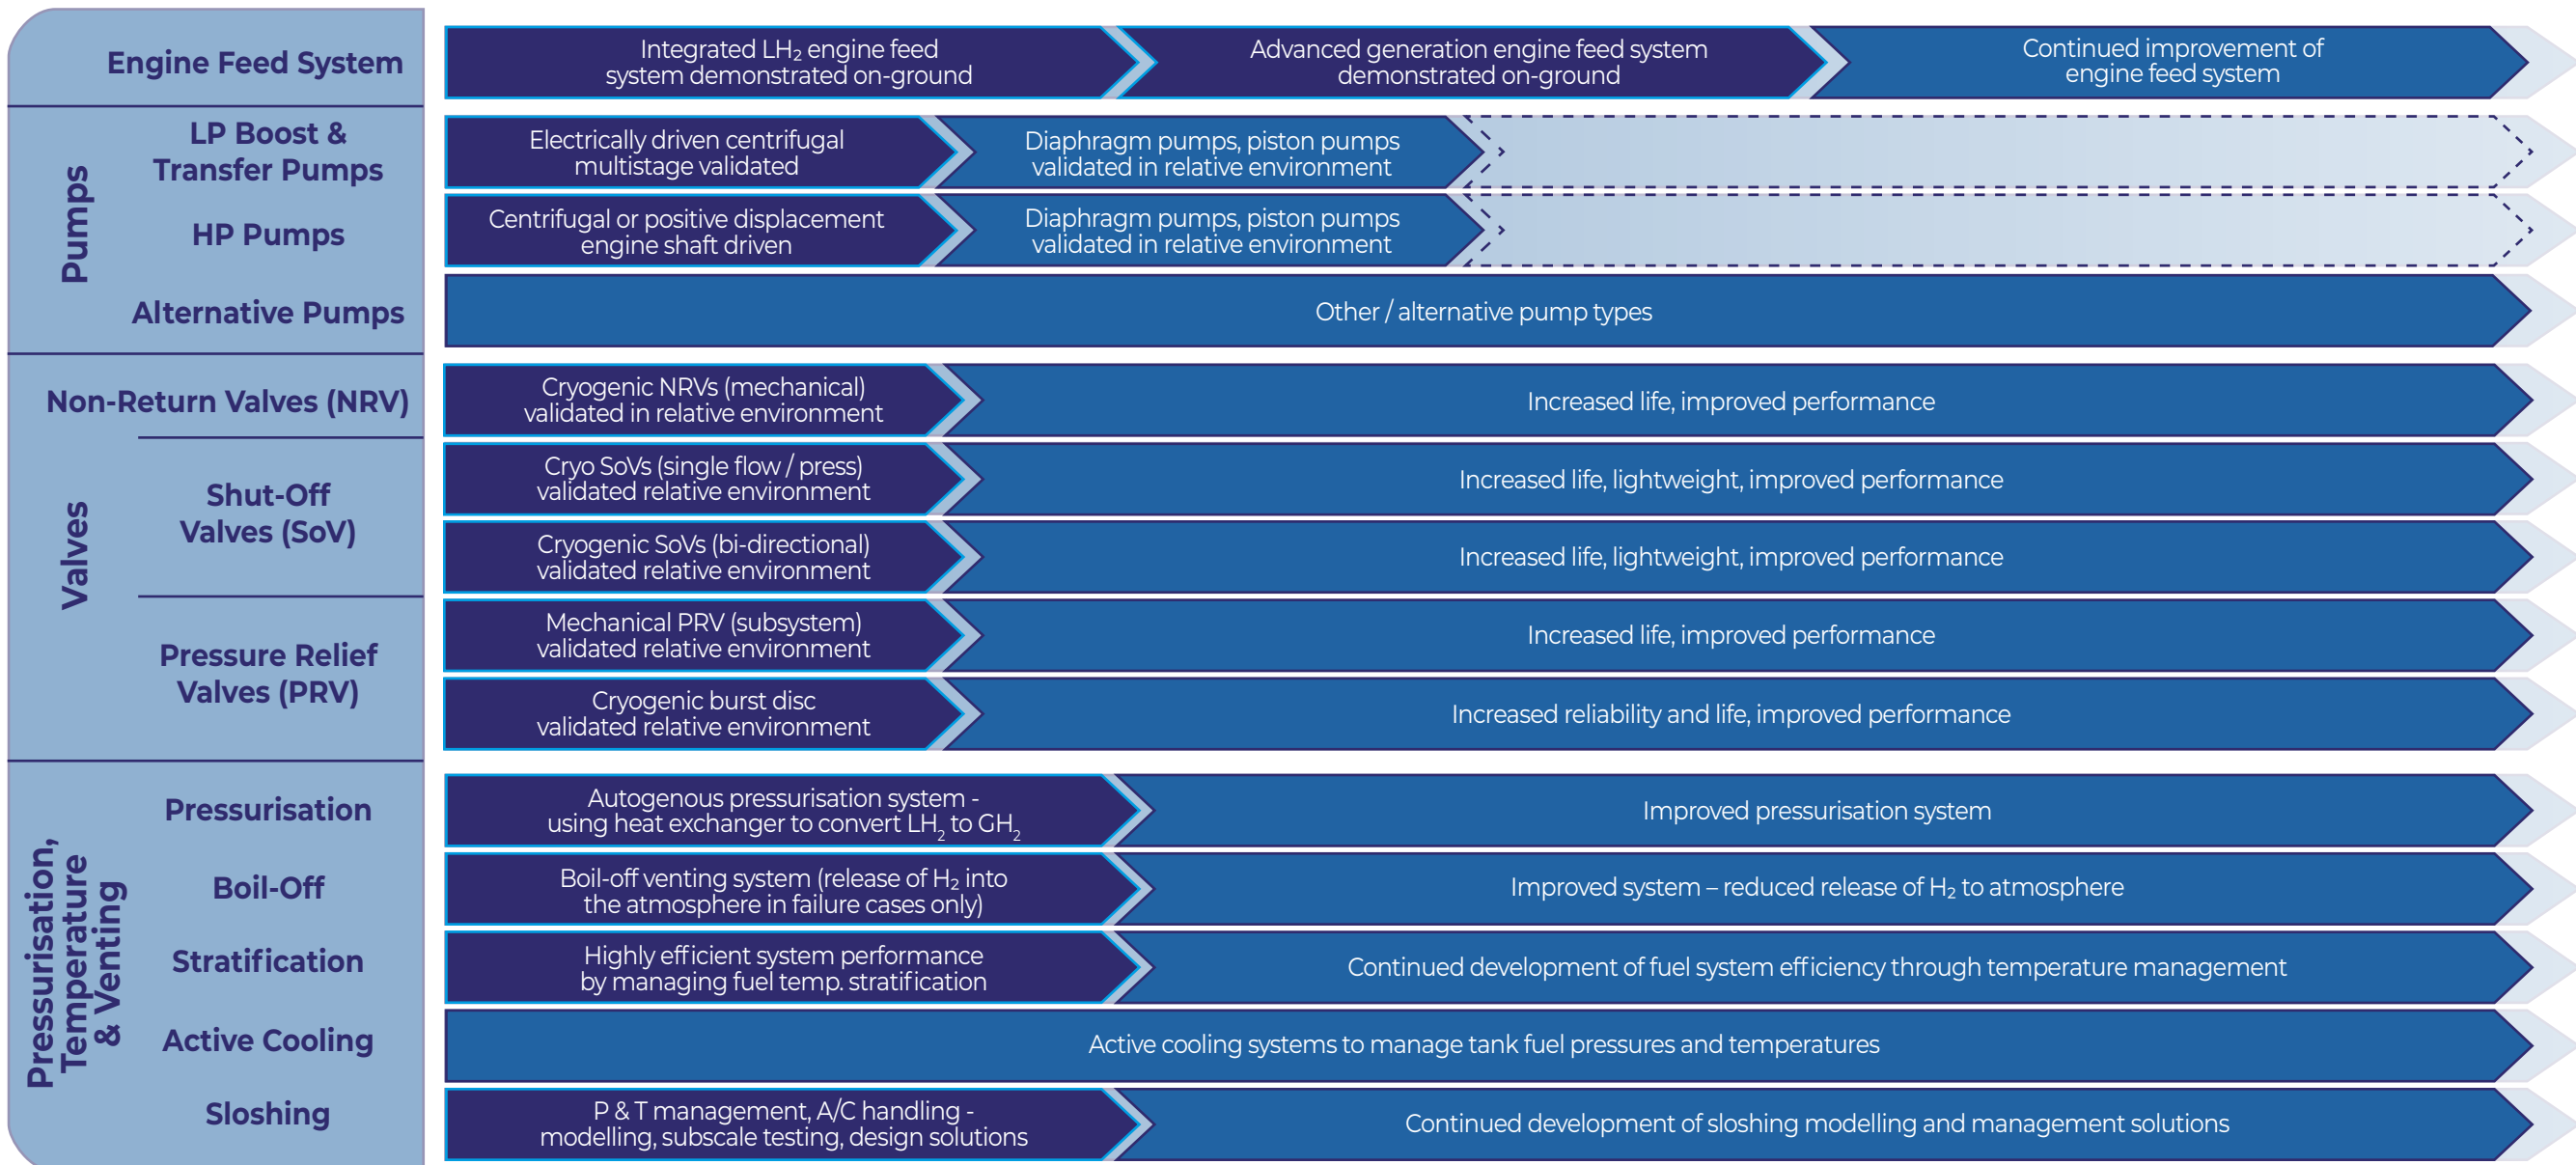 Engine Feed System
Integrated LH₂ engine feed
system demonstrated on-ground
Advanced generation engine feed system
demonstrated on-ground
Continued improvement of
engine feed system
Pumps
LP Boost &
Transfer Pumps
Electrically driven centrifugal
multistage validated
Diaphragm pumps, piston pumps
validated in relative environment
HP Pumps
Centrifugal or positive displacement
engine shaft driven
Diaphragm pumps, piston pumps
validated in relative environment
Alternative Pumps
Other / alternative pump types
Valves
Non-Return Valves (NRV)
Cryogenic NRVs (mechanical)
validated in relative environment
Increased life, improved performance
Shut-Off
Valves (SoV)
Cryo SoVs (single flow / press)
validated relative environment
Increased life, lightweight, improved performance
Cryogenic SoVs (bi-directional)
validated relative environment
Increased life, lightweight, improved performance
Pressure Relief
Valves (PRV)
Mechanical PRV (subsystem)
validated relative environment
Increased life, improved performance
Cryogenic burst disc
validated relative environment
Increased reliability and life, improved performance
Pressurisation,
Temperature
& Venting
Pressurisation
Autogenous pressurisation system -
using heat exchanger to convert LH₂ to GH₂
Improved pressurisation system
Boil-Off
Boil-off venting system (release of H₂ into
the atmosphere in failure cases only)
Improved system – reduced release of H₂ to atmosphere
Stratification
Highly efficient system performance
by managing fuel temp. stratification
Continued development of fuel system efficiency through temperature management
Active Cooling
Active cooling systems to manage tank fuel pressures and temperatures
Sloshing
P & T management, A/C handling -
modelling, subscale testing, design solutions
Continued development of sloshing modelling and management solutions